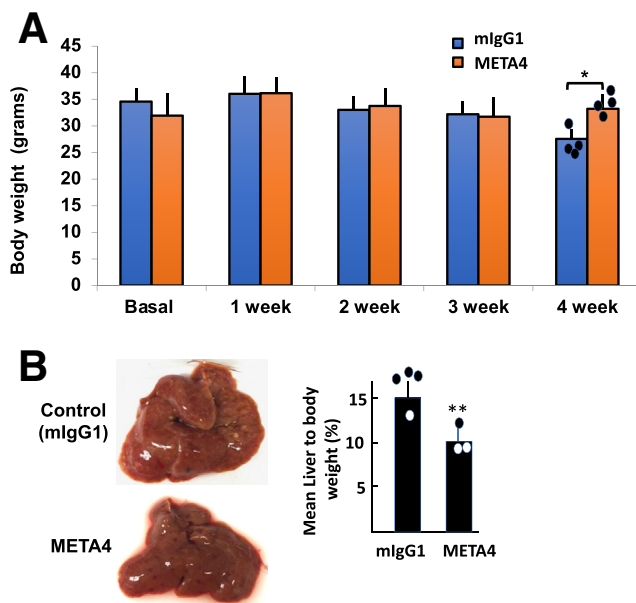 A
mIgG1
META4
Body weight (grams)
45
40
35
30
25
20
15
10
5
0
*
Basal
1 week
2 week
3 week
4 week
B
Control
(mIgG1)
META4
Mean Liver to body
weight (%)
15
10
5
**
mIgG1
META4